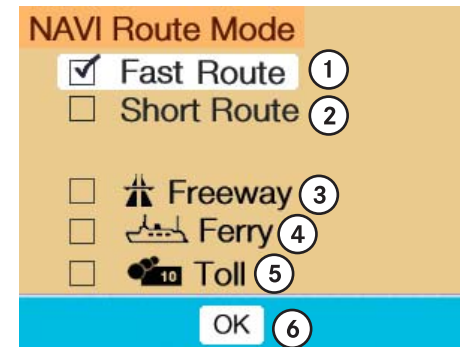 NAVI Route Mode
Fast Route 1
Short Route 2
Freeway 3
Ferry 4
10 Toll 5
OK 6